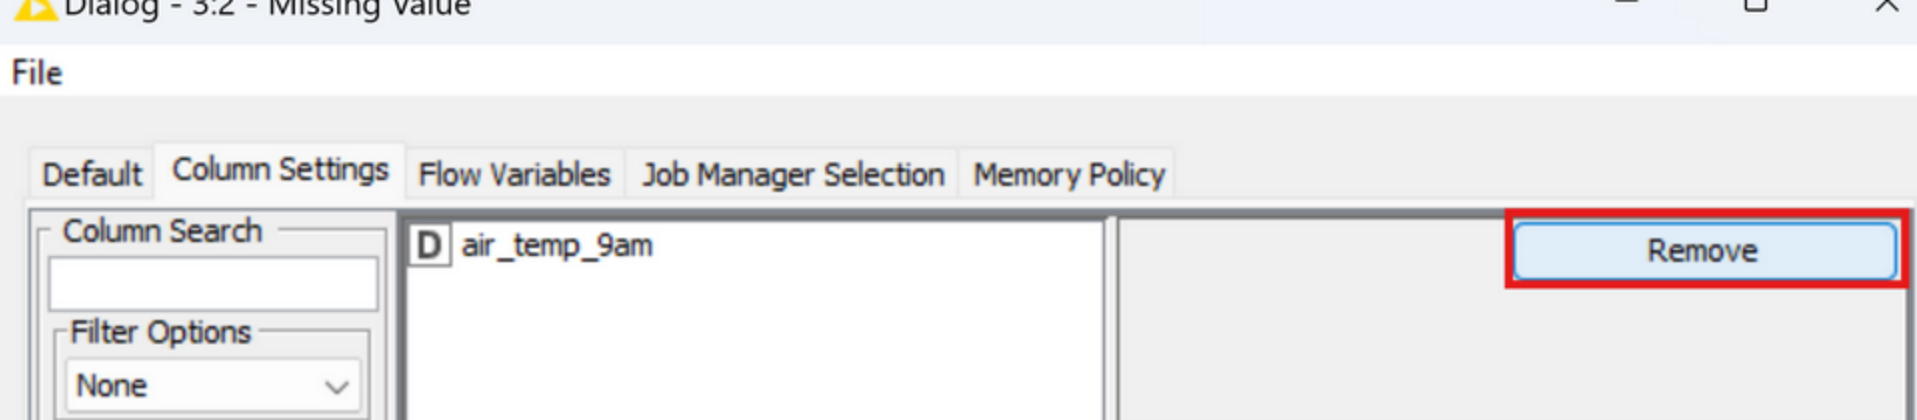 Dialog - 3:2 - Missing Value
File
Default Column Settings Flow Variables Job Manager Selection Memory Policy
Column Search
D air_temp_9am
Remove
Filter Options
None